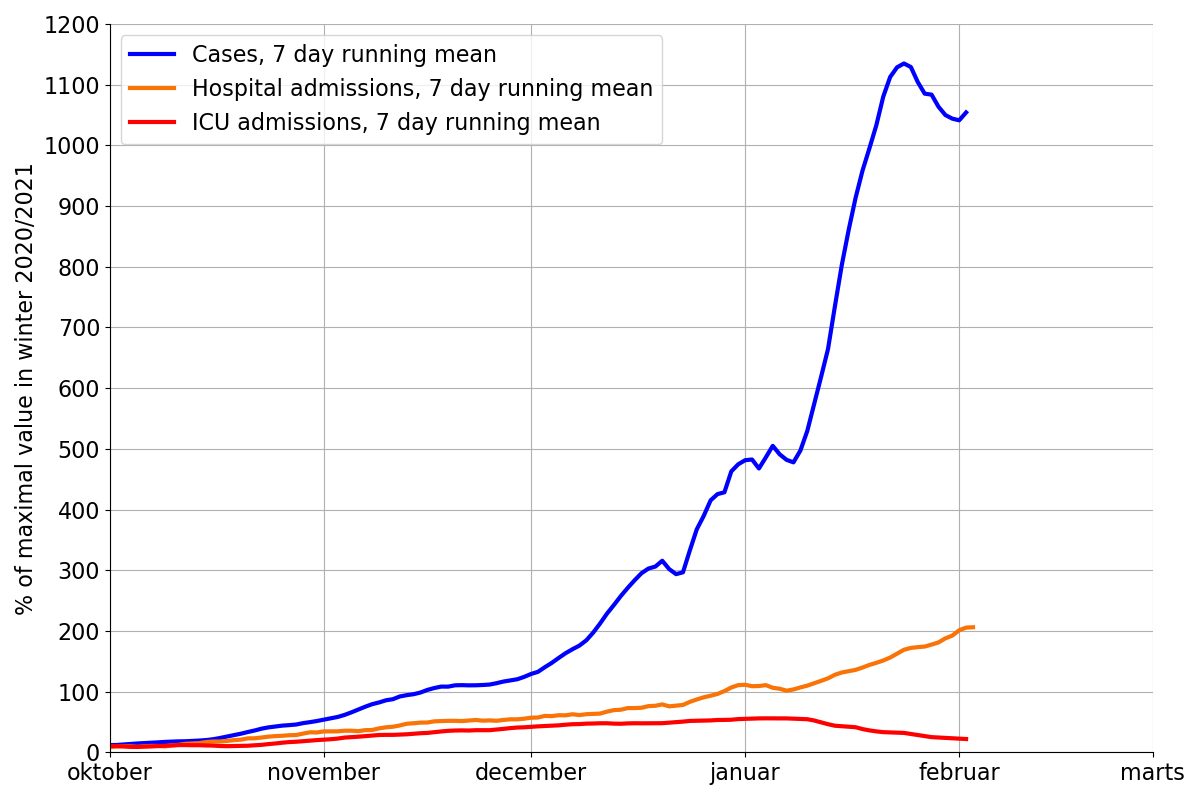 1200
1100
1000
900
800
700
600
500
400
300
200
100
0
% of maximal value in winter 2020/2021
Cases, 7 day running mean
Hospital admissions, 7 day running mean
ICU admissions, 7 day running mean
oktober november december januar februar marts